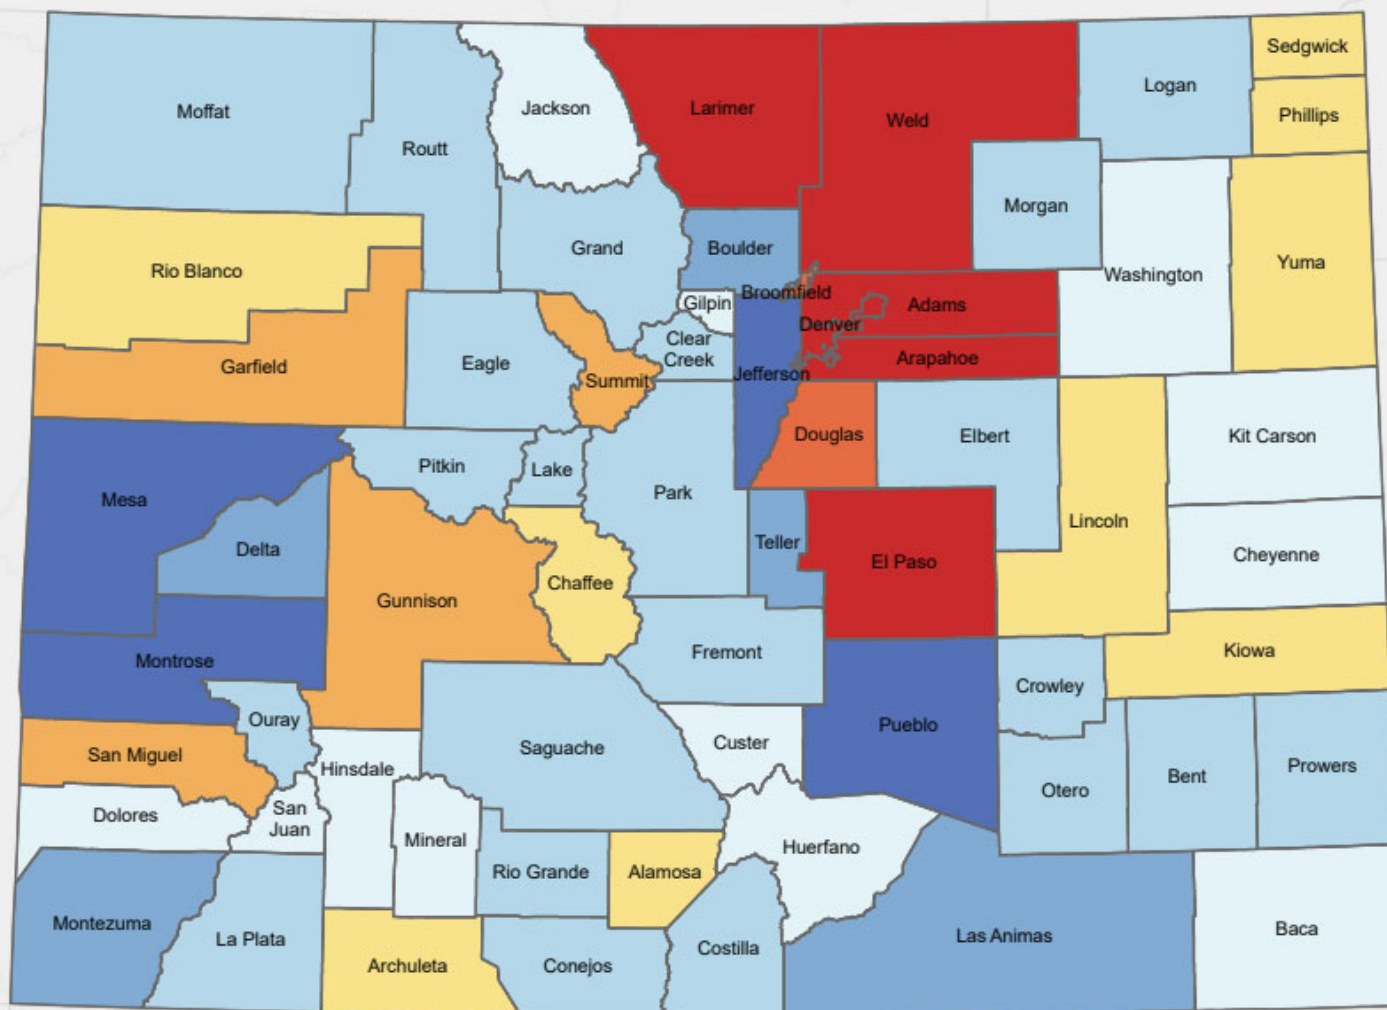 Sedgwick
Logan
Jackson
Larimer
Moffat
Phillips
Weld
Routt
Morgan
Grand
Boulder
Yuma
Rio Blanco
Washington
Broomfield
Gilpin
Adams
Denver
Clear
Creek
Arapahoe
Eagle
Garfield
Jefferson
Summit
Douglas
Elbert
Kit Carson
Pitkin
Lake
Park
Mesa
Lincoln
Teller
Delta
Cheyenne
El Paso
Chaffee
Gunnison
Kiowa
Fremont
Montrose
Crowley
Ouray
Pueblo
Custer
Saguache
San Miguel
Prowers
Hinsdale
Bent
Otero
San
Juan
Dolores
Mineral
Huerfano
Rio Grande
Alamosa
Montezuma
Baca
Las Animas
La Plata
Costilla
Archuleta
Conejos